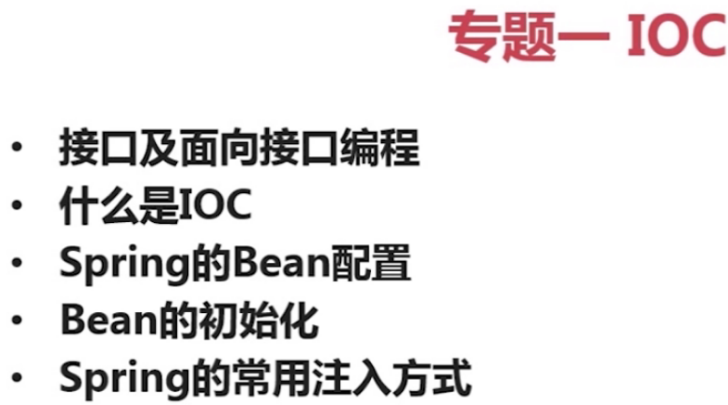 专题一 IOC
• 接口及面向接口编程
• 什么是IOC
• Spring的Bean配置
• Bean的初始化
• Spring的常用注入方式